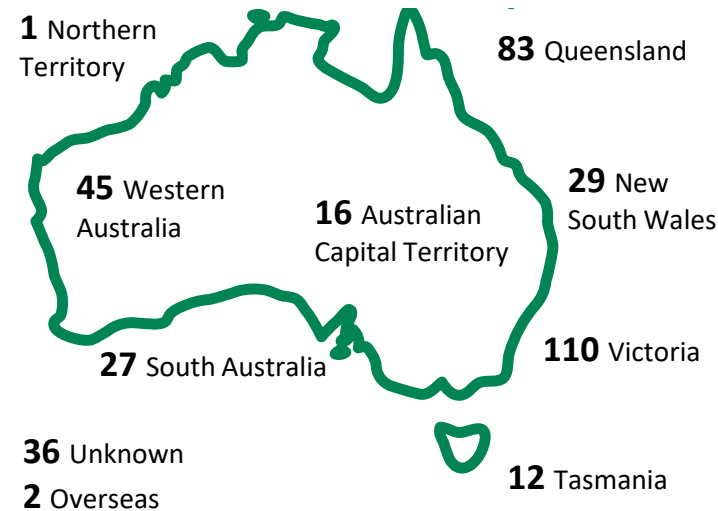 1 Northern
Territory
83 Queensland
45 Western
Australia
29 New
South Wales
16 Australian
Capital Territory
27 South Australia
110 Victoria
36 Unknown
2 Overseas
12 Tasmania